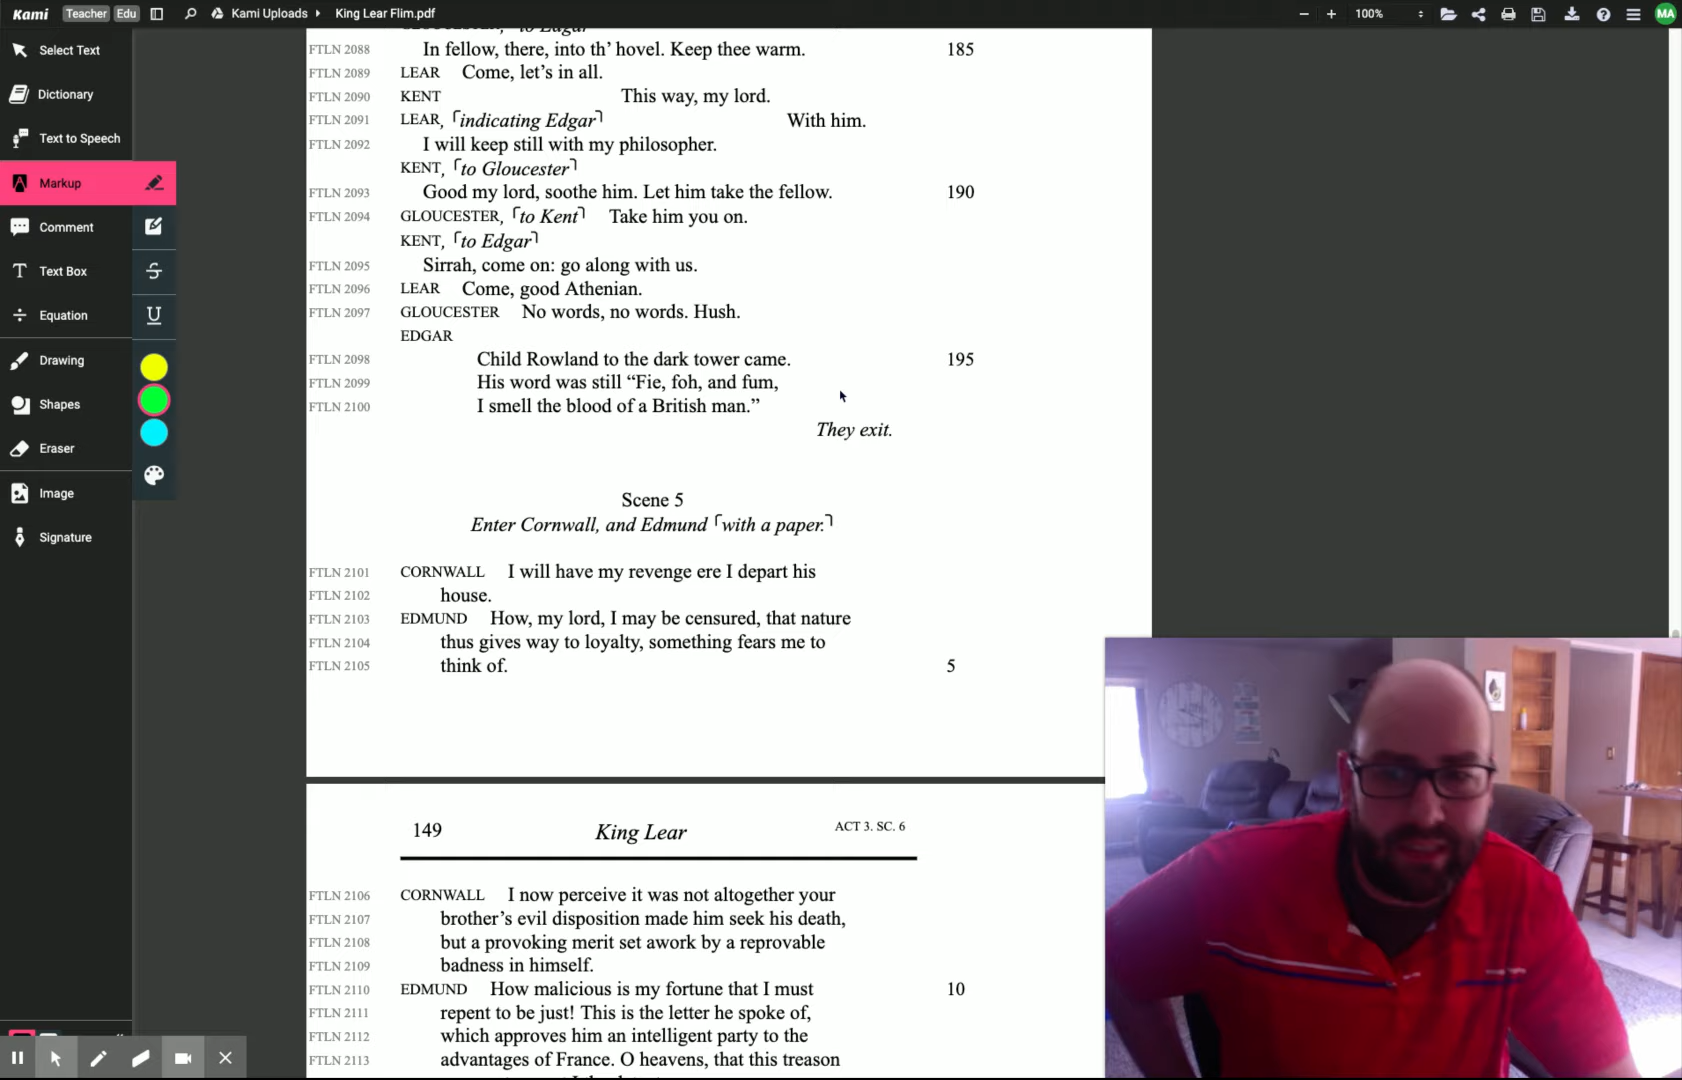 Kami Teacher Edu Kami Uploads King Lear Flim.pdf 100% MA
Select Text
Dictionary
Text to Speech
Markup
Comment
Text Box
Equation
Drawing
Shapes
Eraser
Image
Signature
FTLN 2088 In fellow, there, into th’ hovel. Keep thee warm. 185
FTLN 2089 LEAR Come, let’s in all.
FTLN 2090 KENT This way, my lord.
FTLN 2091 LEAR, ⌜indicating Edgar⌝ With him.
FTLN 2092 I will keep still with my philosopher.
KENT, ⌜to Gloucester⌝
FTLN 2093 Good my lord, soothe him. Let him take the fellow. 190
FTLN 2094 GLOUCESTER, ⌜to Kent⌝ Take him you on.
KENT, ⌜to Edgar⌝
FTLN 2095 Sirrah, come on: go along with us.
FTLN 2096 LEAR Come, good Athenian.
FTLN 2097 GLOUCESTER No words, no words. Hush.
EDGAR
FTLN 2098 Child Rowland to the dark tower came. 195
FTLN 2099 His word was still “Fie, foh, and fum,
FTLN 2100 I smell the blood of a British man.”
They exit.
Scene 5
Enter Cornwall, and Edmund ⌜with a paper.⌝
FTLN 2101 CORNWALL I will have my revenge ere I depart his
FTLN 2102 house.
FTLN 2103 EDMUND How, my lord, I may be censured, that nature
FTLN 2104 thus gives way to loyalty, something fears me to
FTLN 2105 think of. 5
149 King Lear ACT 3. SC. 6
FTLN 2106 CORNWALL I now perceive it was not altogether your
FTLN 2107 brother’s evil disposition made him seek his death,
FTLN 2108 but a provoking merit set awork by a reprovable
FTLN 2109 badness in himself.
FTLN 2110 EDMUND How malicious is my fortune that I must 10
FTLN 2111 repent to be just! This is the letter he spoke of,
FTLN 2112 which approves him an intelligent party to the
FTLN 2113 advantages of France. O heavens, that this treason